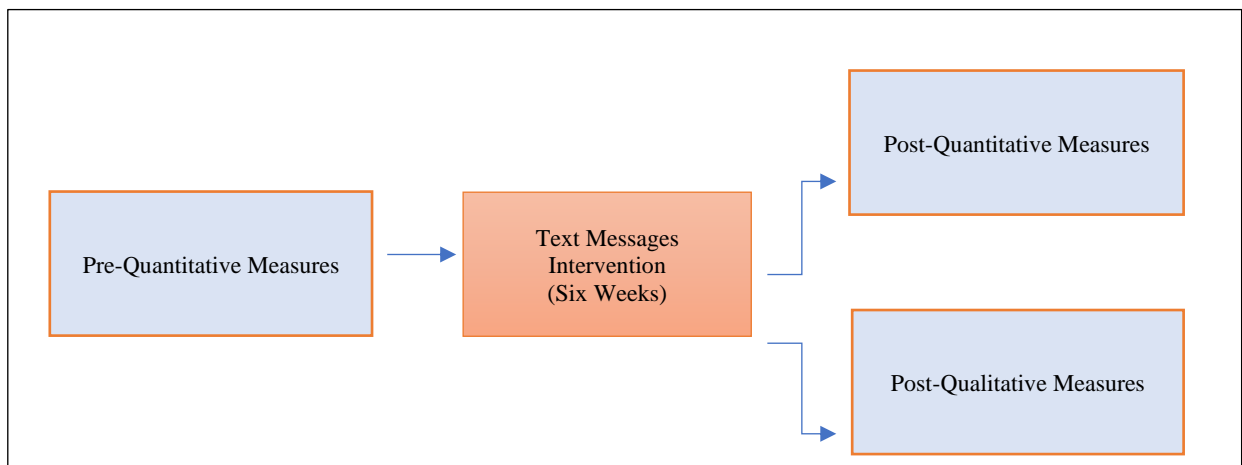 Pre-Quantitative Measures
Text Messages
Intervention
(Six Weeks)
Post-Quantitative Measures
Post-Qualitative Measures